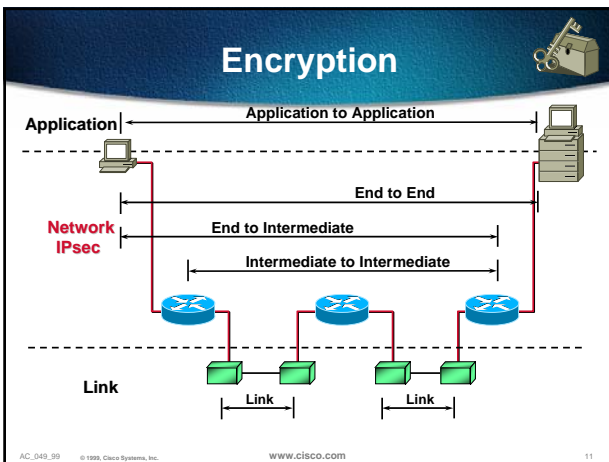 Encryption
Application to Application
Application
End to End
Network
IPsec
End to Intermediate
Intermediate to Intermediate
Link
Link
Link
AC_049_99
© 1999, Cisco Systems, Inc.
www.cisco.com
11